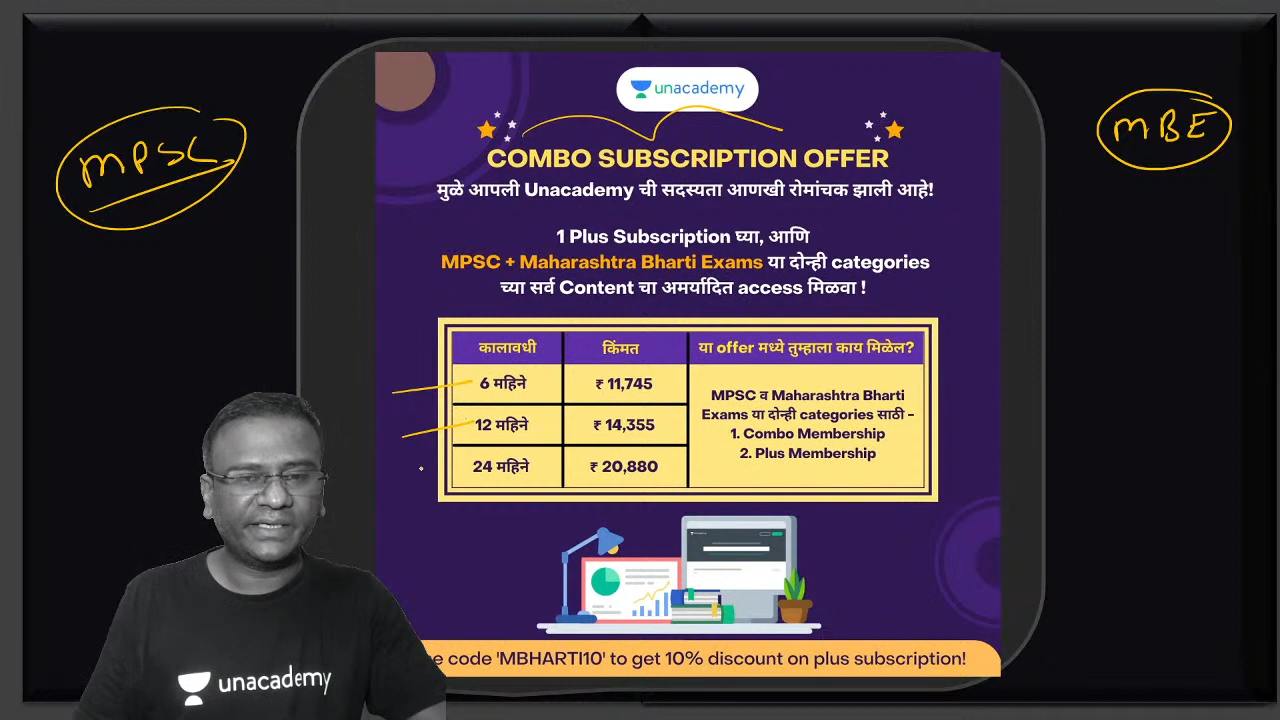 unacademy
MPSC
MBE
COMBO SUBSCRIPTION OFFER
मुळे आपली Unacademy ची सदस्यता आणखी रोमांचक झाली आहे!
1 Plus Subscription घ्या, आणि
MPSC + Maharashtra Bharti Exams या दोन्ही categories
च्या सर्व Content चा अमर्यादित access मिळवा !
कालावधी किंमत या offer मध्ये तुम्हाला काय मिळेल?
6 महिने ₹ 11,745
12 महिने ₹ 14,355
24 महिने ₹ 20,880
MPSC व Maharashtra Bharti
Exams या दोन्ही categories साठी -
1. Combo Membership
2. Plus Membership
code 'MBHARTI10' to get 10% discount on plus subscription!
unacademy